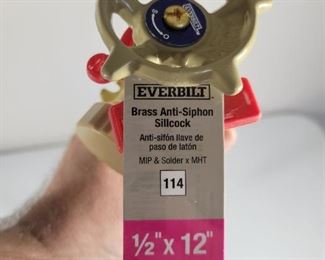 EVERBILT
EVERBILT
Brass Anti-Siphon
Sillcock
Anti-sifón llave de
paso de latón
MIP & Solder x MHT
114
½" x 12"